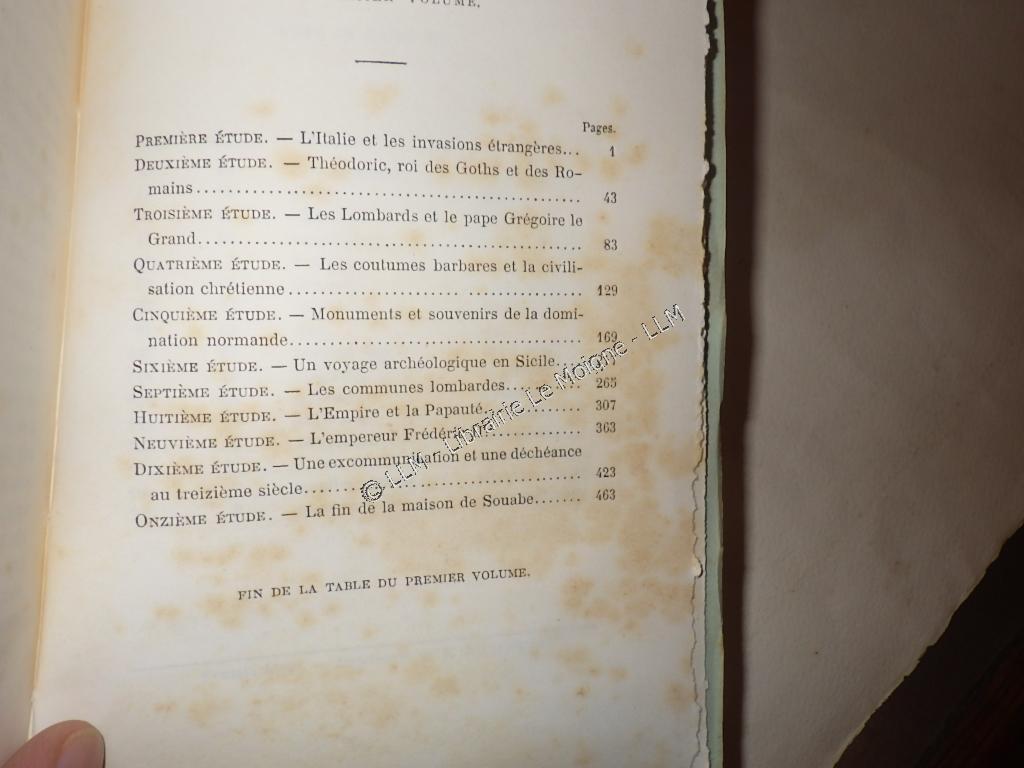 VOLUME.
Pages.
PREMIÈRE ÉTUDE. — L'Italie et les invasions étrangères... 1
DEUXIÈME ÉTUDE. — Théodoric, roi des Goths et des Ro-
mains........................................ 43
TROISIÈME ÉTUDE. — Les Lombards et le pape Grégoire le
Grand........................................ 83
QUATRIÈME ÉTUDE. — Les coutumes barbares et la civili-
sation chrétienne........................................ 129
CINQUIÈME ÉTUDE. — Monuments et souvenirs de la domi-
nation normande........................................ 169
SIXIÈME ÉTUDE. — Un voyage archéologique en Sicile....
SEPTIÈME ÉTUDE. — Les communes lombardes.......... 265
HUITIÈME ÉTUDE. — L'Empire et la Papauté............ 307
NEUVIÈME ÉTUDE. — L'empereur ............ 363
DIXIÈME ÉTUDE. — Une excommunication et une déchéance
au treizième siècle........................................ 423
ONZIÈME ÉTUDE. — La fin de la maison de Souabe....... 463
FIN DE LA TABLE DU PREMIER VOLUME.
© LLM - Librairie Le Moigne - LLM